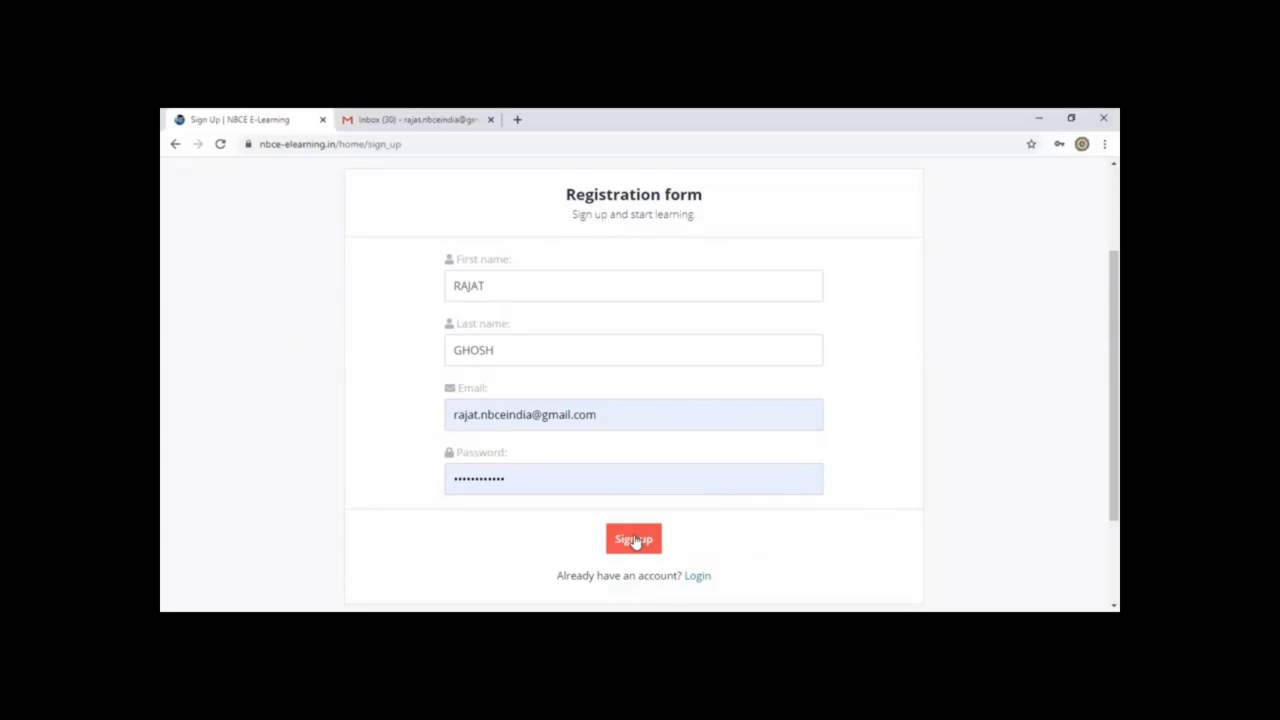 Sign Up | NBCE E-Learning
Inbox (30) - rajat.nbceindia@gm
nbce-elearning.in/home/sign_up
Registration form
Sign up and start learning.
First name:
RAJAT
Last name:
GHOSH
Email:
rajat.nbceindia@gmail.com
Password:
••••••••••••
Sign up
Already have an account? Login